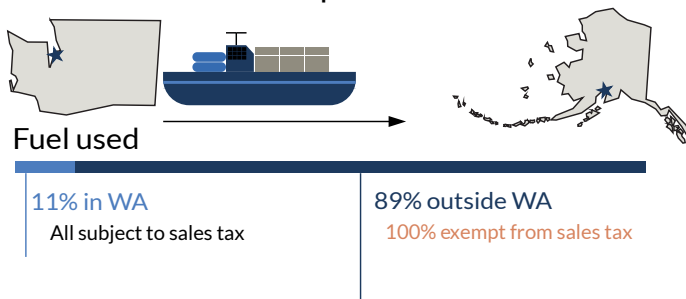 Fuel used
11% in WA
89% outside WA
All subject to sales tax
100% exempt from sales tax